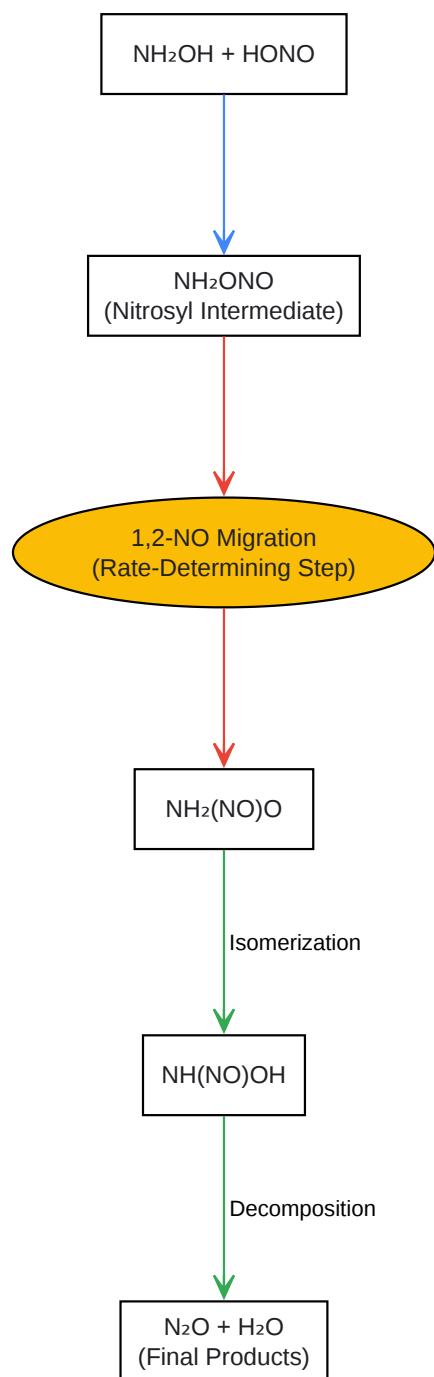 NH₂OH + HONO
NH₂ONO
(Nitrosyl Intermediate)
1,2-NO Migration
(Rate-Determining Step)
NH₂(NO)O
Isomerization
NH(NO)OH
Decomposition
N₂O + H₂O
(Final Products)